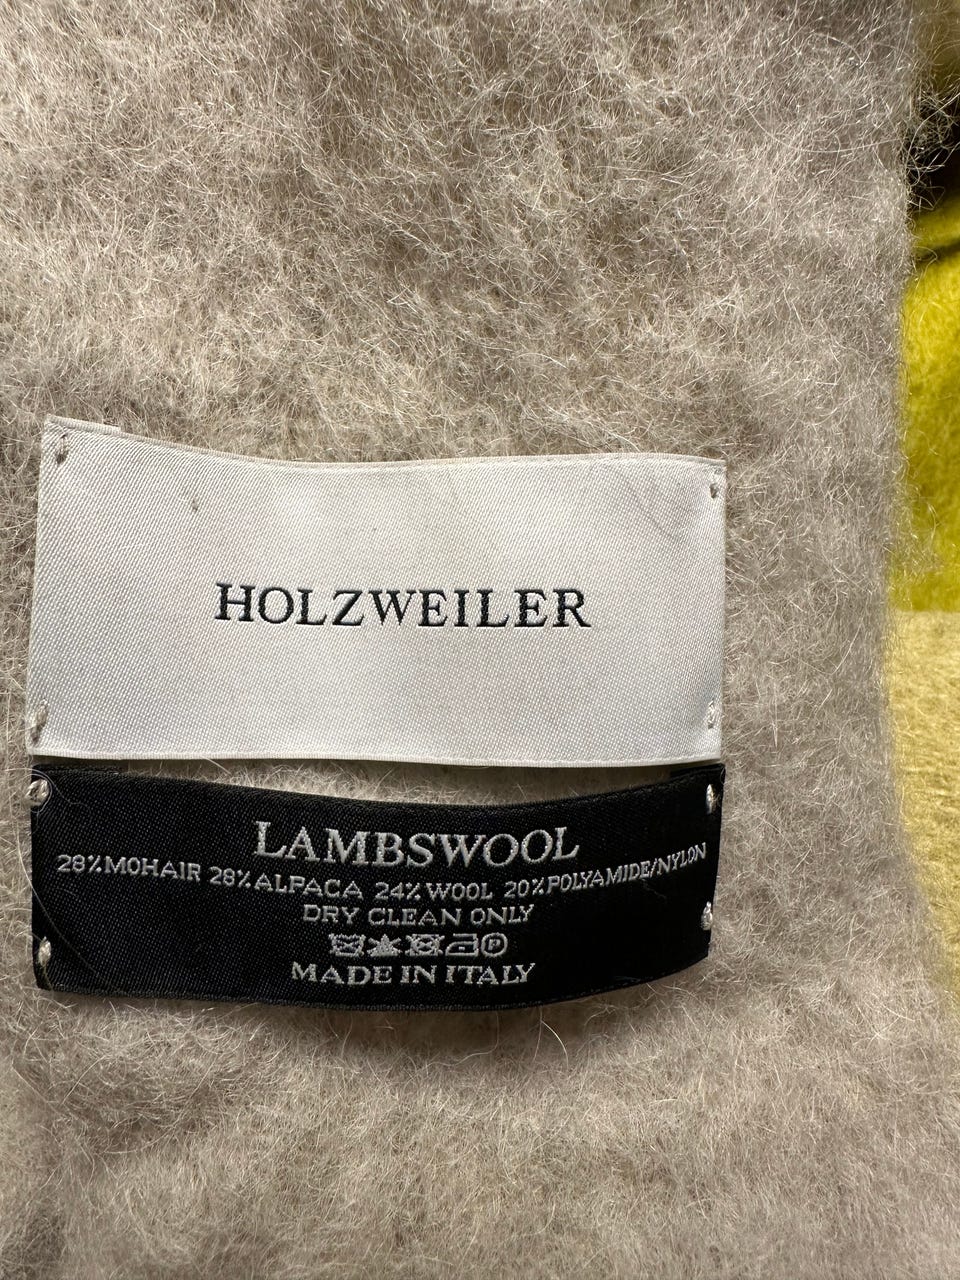 HOLZWEILER
LAMBSWOOL
28%MOHAIR 28%ALPACA 24%WOOL 20%POLYAMIDE/NYLON
DRY CLEAN ONLY
P
MADE IN ITALY